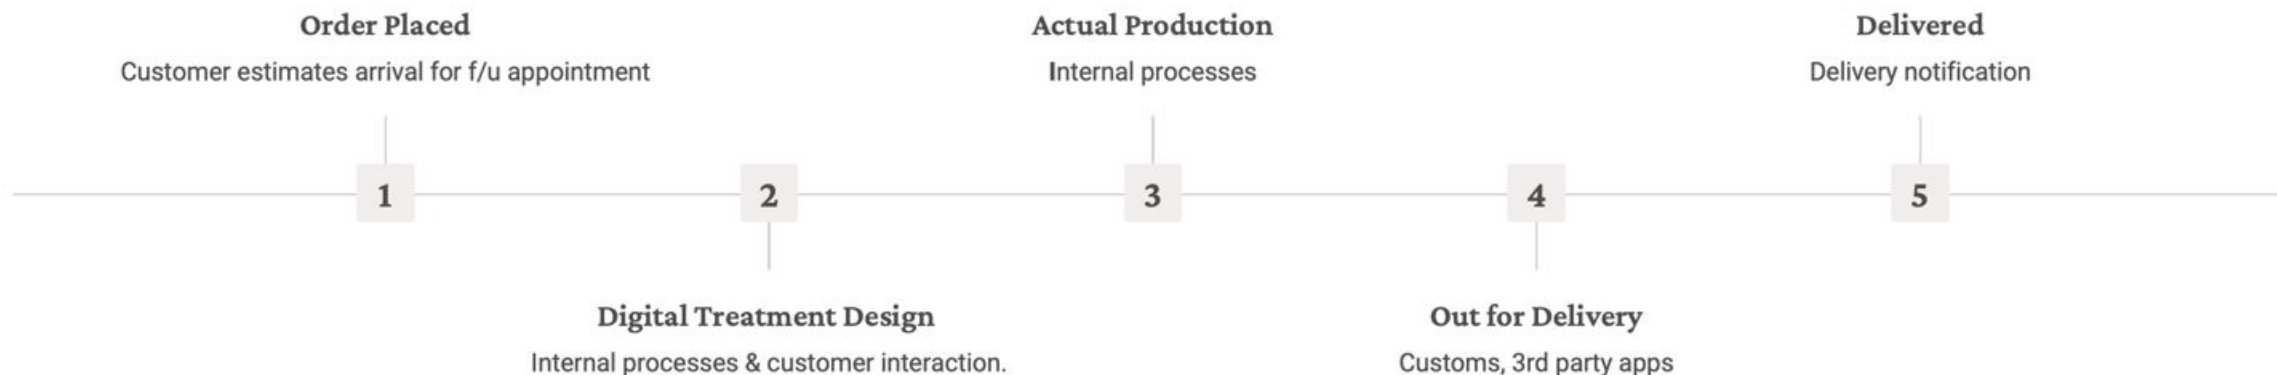 Order Placed
Customer estimates arrival for f/u appointment
Actual Production
Internal processes
Delivered
Delivery notification
1
2
3
4
5
Digital Treatment Design
Internal processes & customer interaction.
Out for Delivery
Customs, 3rd party apps